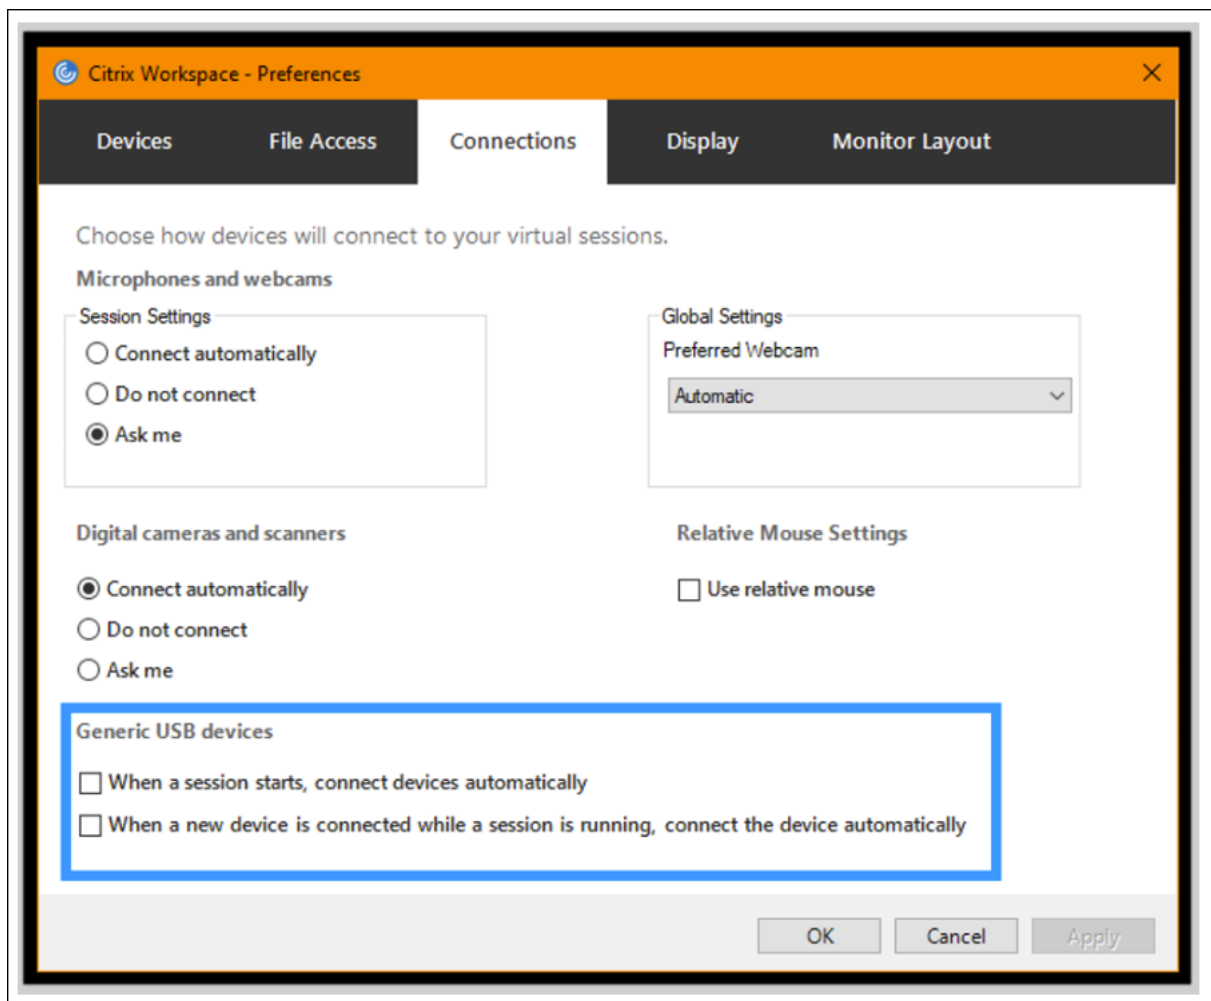 Citrix Workspace - Preferences
Devices
File Access
Connections
Display
Monitor Layout
Choose how devices will connect to your virtual sessions.
Microphones and webcams
Session Settings
Connect automatically
Do not connect
Ask me
Global Settings
Preferred Webcam
Automatic
Digital cameras and scanners
Connect automatically
Do not connect
Ask me
Relative Mouse Settings
Use relative mouse
Generic USB devices
When a session starts, connect devices automatically
When a new device is connected while a session is running, connect the device automatically
OK
Cancel
Apply